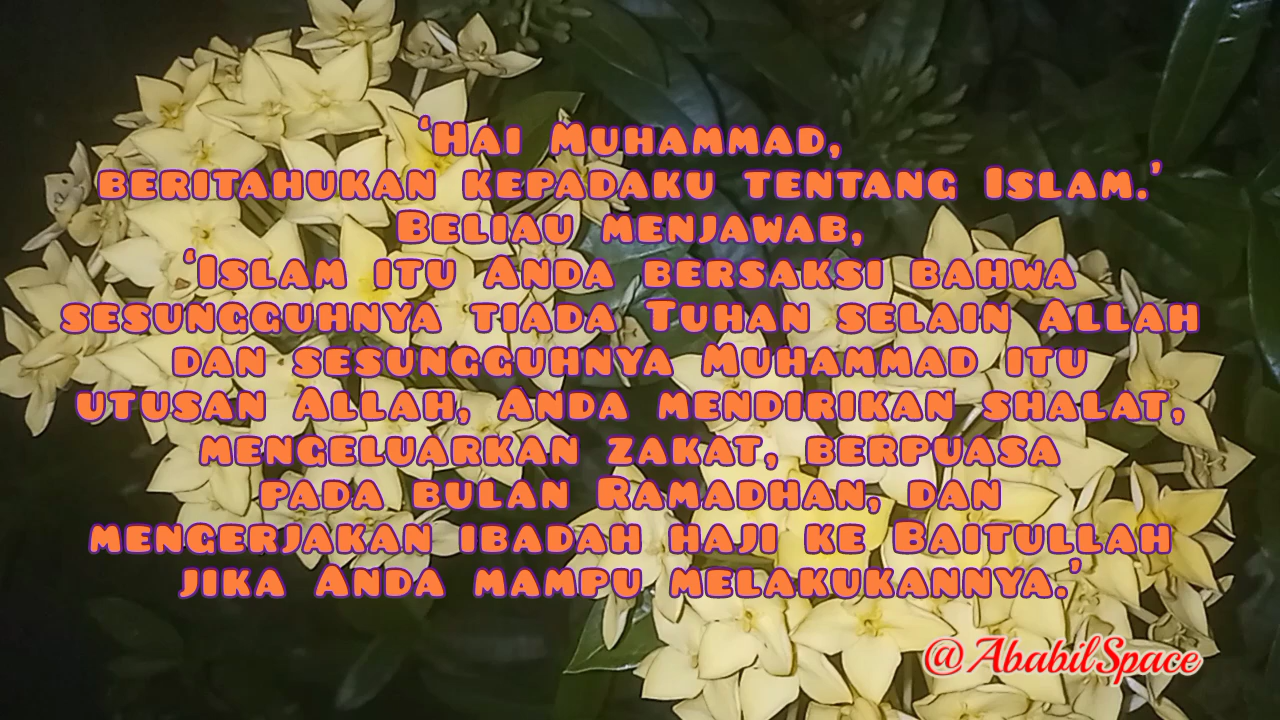 ‘Hai Muhammad,
beritahukan kepadaku tentang Islam.’
Beliau menjawab,
‘Islam itu Anda bersaksi bahwa
sesungguhnya tiada Tuhan selain Allah
dan sesungguhnya Muhammad itu
utusan Allah, Anda mendirikan shalat,
mengeluarkan zakat, berpuasa
pada bulan Ramadhan, dan
mengerjakan ibadah haji ke Baitullah
jika Anda mampu melakukannya.’
@AbabilSpace